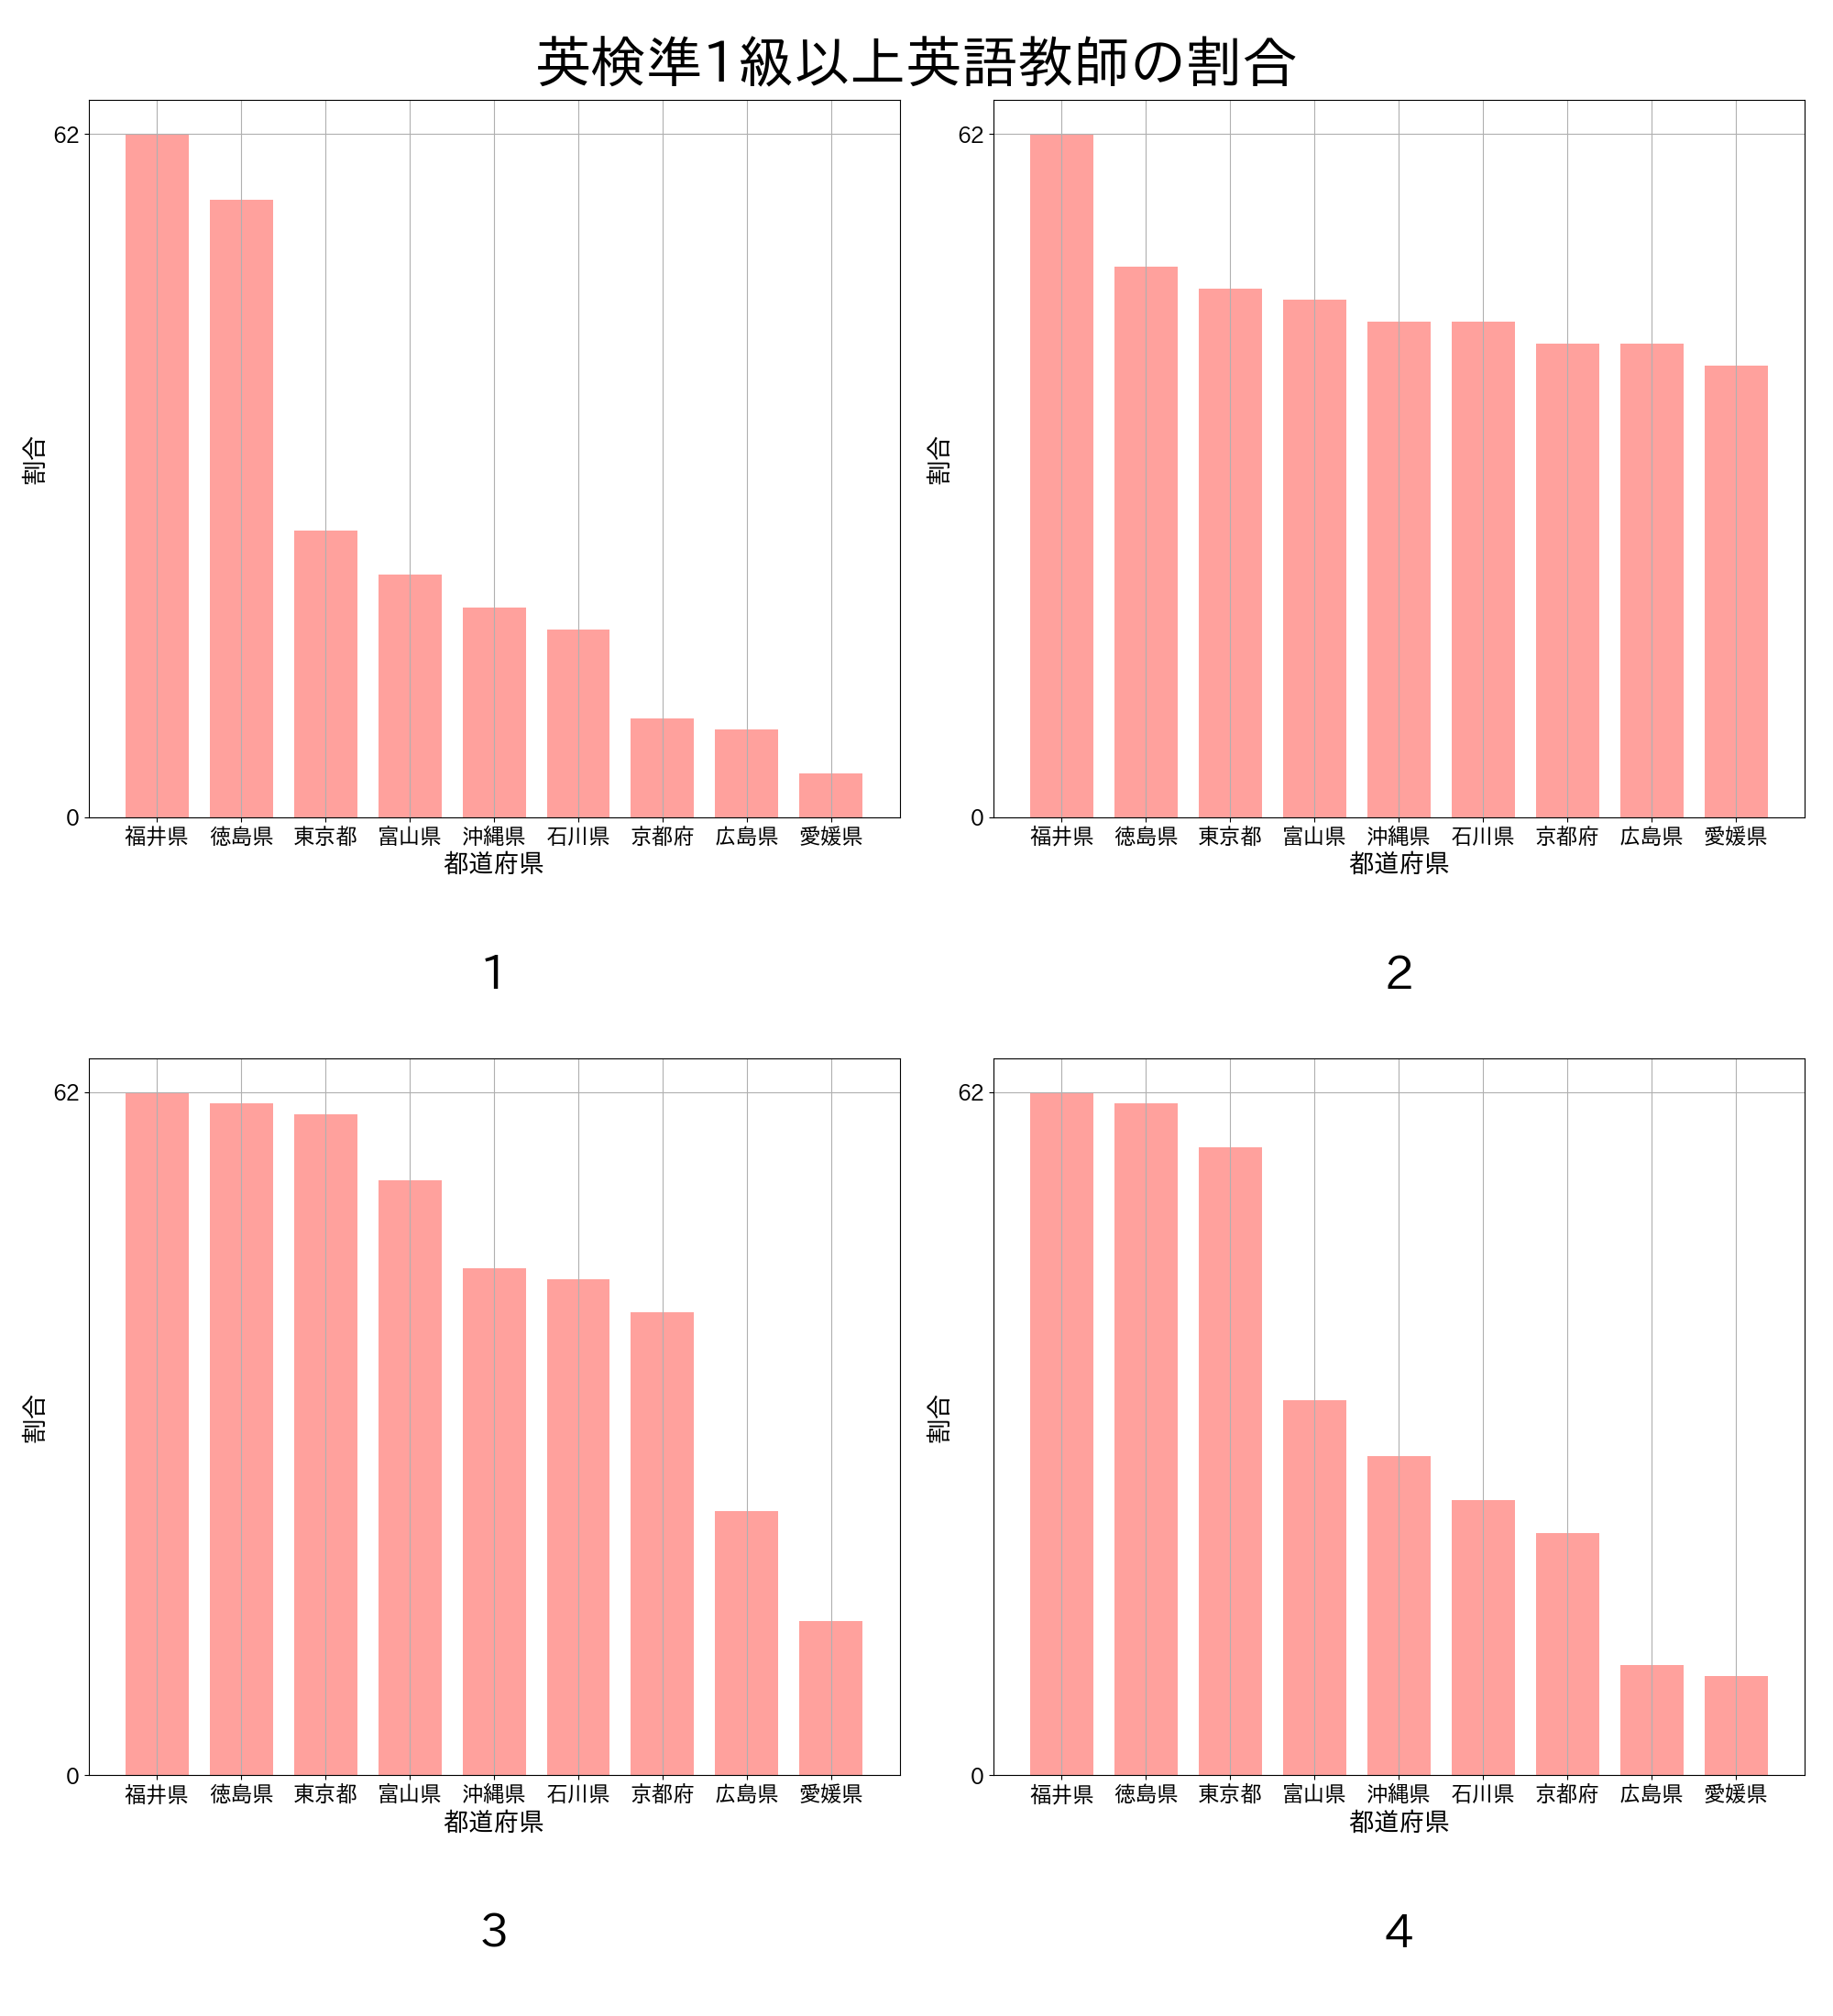 英検準1級以上英語教師の割合
62
0
割合
福井県 徳島県 東京都 富山県 沖縄県 石川県 京都府 広島県 愛媛県
都道府県
1
62
0
割合
福井県 徳島県 東京都 富山県 沖縄県 石川県 京都府 広島県 愛媛県
都道府県
2
62
0
割合
福井県 徳島県 東京都 富山県 沖縄県 石川県 京都府 広島県 愛媛県
都道府県
3
62
0
割合
福井県 徳島県 東京都 富山県 沖縄県 石川県 京都府 広島県 愛媛県
都道府県
4